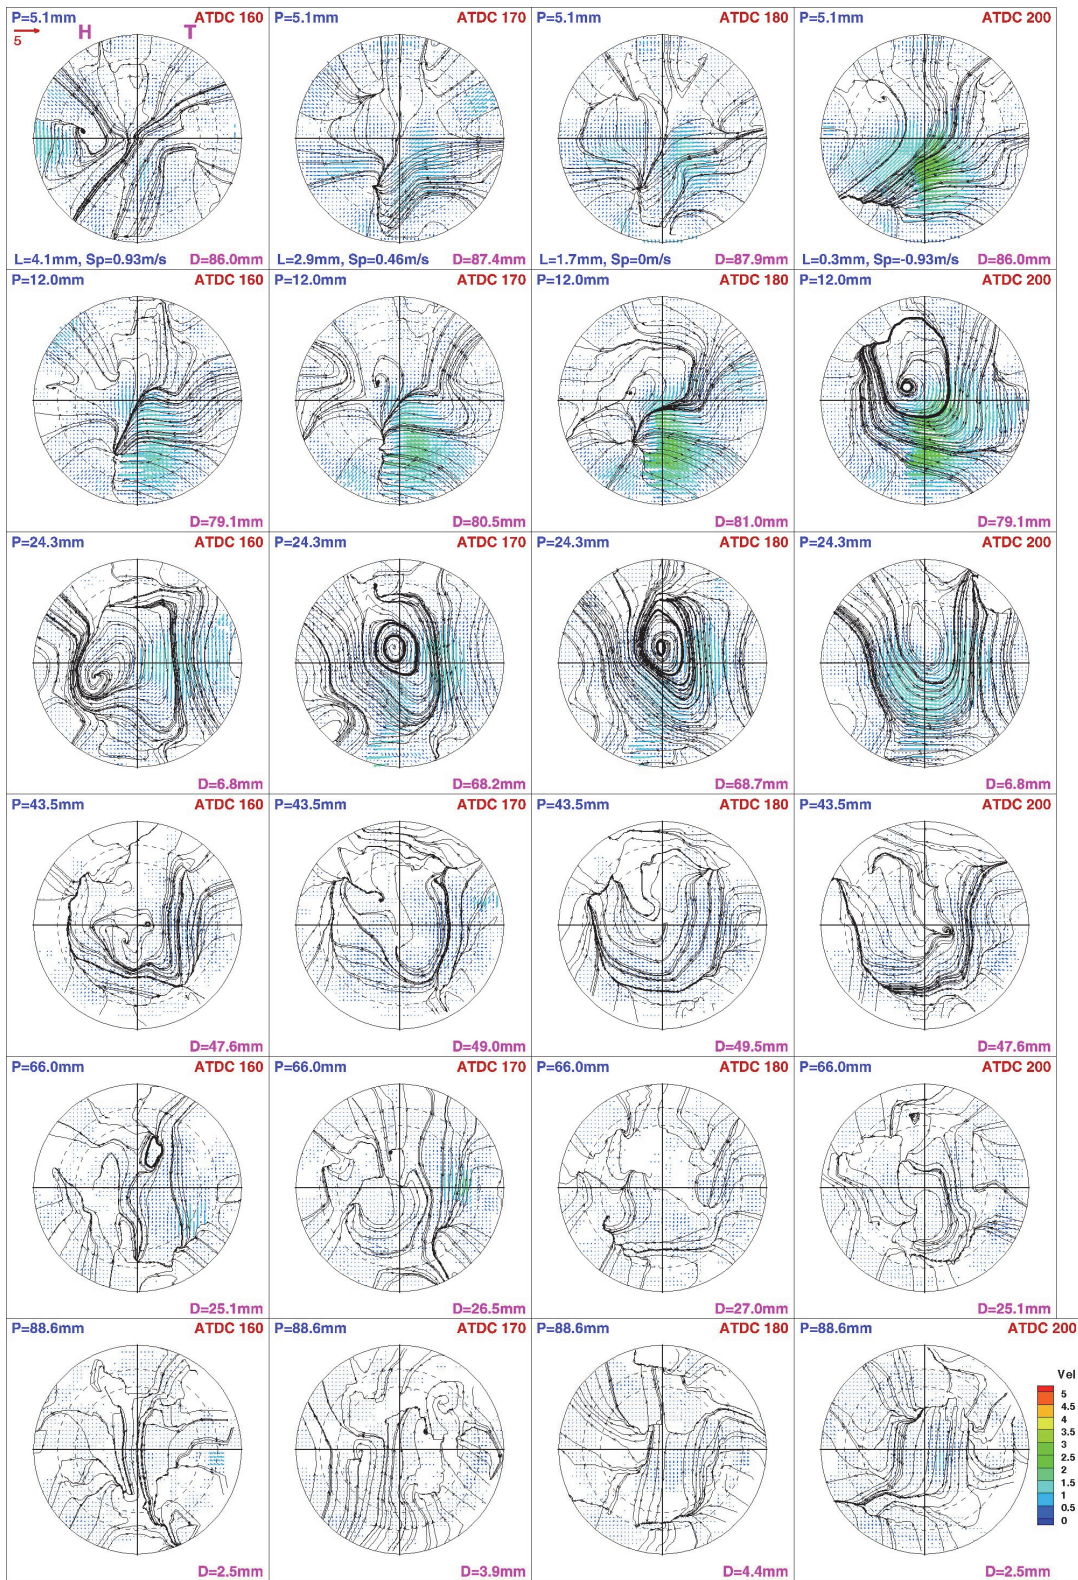 P=5.1mm ATDC 160 P=5.1mm ATDC 170 P=5.1mm ATDC 180 P=5.1mm ATDC 200
5 H T
L=4.1mm, Sp=0.93m/s D=86.0mm L=2.9mm, Sp=0.46m/s D=87.4mm L=1.7mm, Sp=0m/s D=87.9mm L=0.3mm, Sp=-0.93m/s D=86.0mm
P=12.0mm ATDC 160 P=12.0mm ATDC 170 P=12.0mm ATDC 180 P=12.0mm ATDC 200
D=79.1mm D=80.5mm D=81.0mm D=79.1mm
P=24.3mm ATDC 160 P=24.3mm ATDC 170 P=24.3mm ATDC 180 P=24.3mm ATDC 200
D=6.8mm D=68.2mm D=68.7mm D=6.8mm
P=43.5mm ATDC 160 P=43.5mm ATDC 170 P=43.5mm ATDC 180 P=43.5mm ATDC 200
D=47.6mm D=49.0mm D=49.5mm D=47.6mm
P=66.0mm ATDC 160 P=66.0mm ATDC 170 P=66.0mm ATDC 180 P=66.0mm ATDC 200
D=25.1mm D=26.5mm D=27.0mm D=25.1mm
P=88.6mm ATDC 160 P=88.6mm ATDC 170 P=88.6mm ATDC 180 P=88.6mm ATDC 200
Vel
5
4.5
4
3.5
3
2.5
2
1.5
1
0.5
0
D=2.5mm D=3.9mm D=4.4mm D=2.5mm